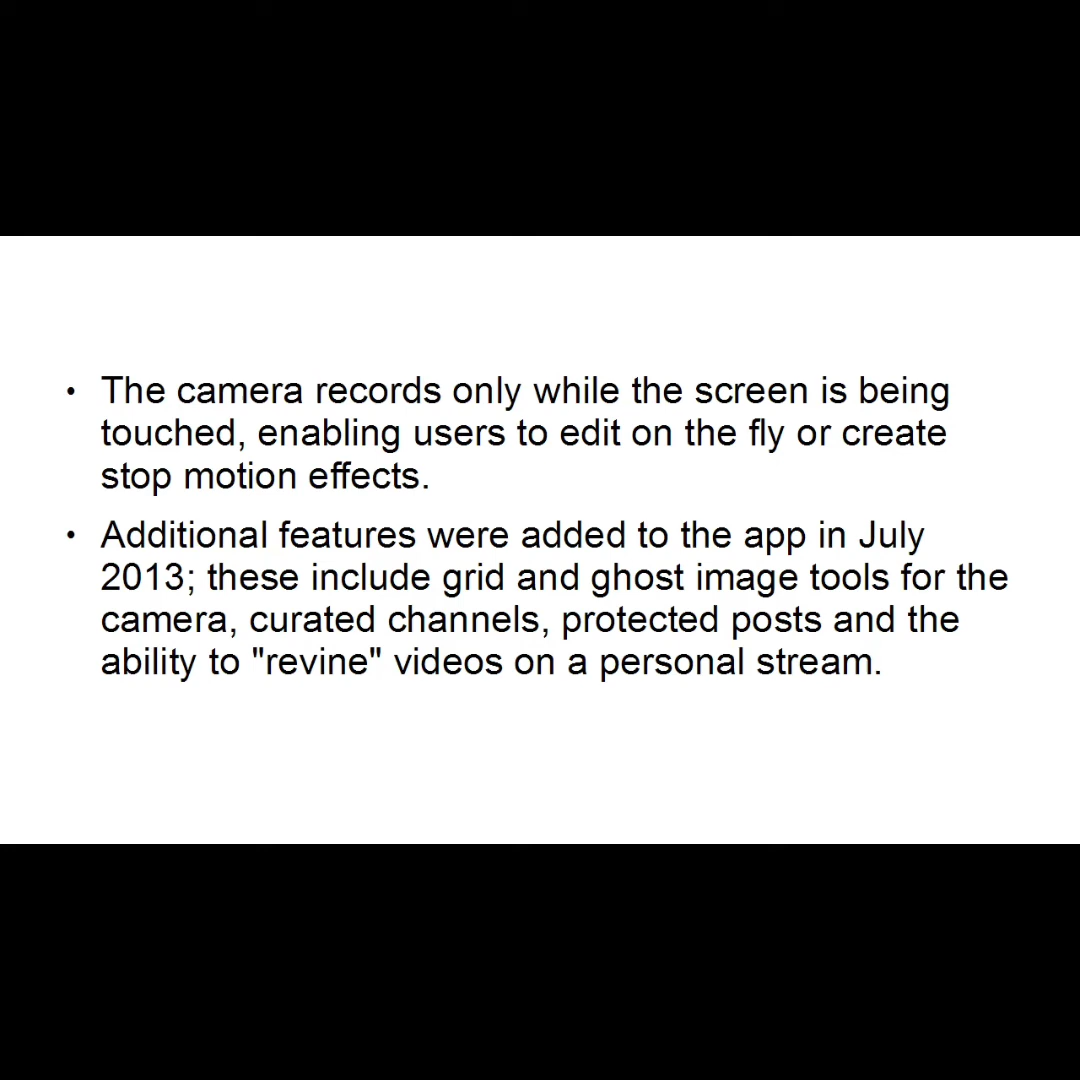 • The camera records only while the screen is being
touched, enabling users to edit on the fly or create
stop motion effects.
• Additional features were added to the app in July
2013; these include grid and ghost image tools for the
camera, curated channels, protected posts and the
ability to "revine" videos on a personal stream.